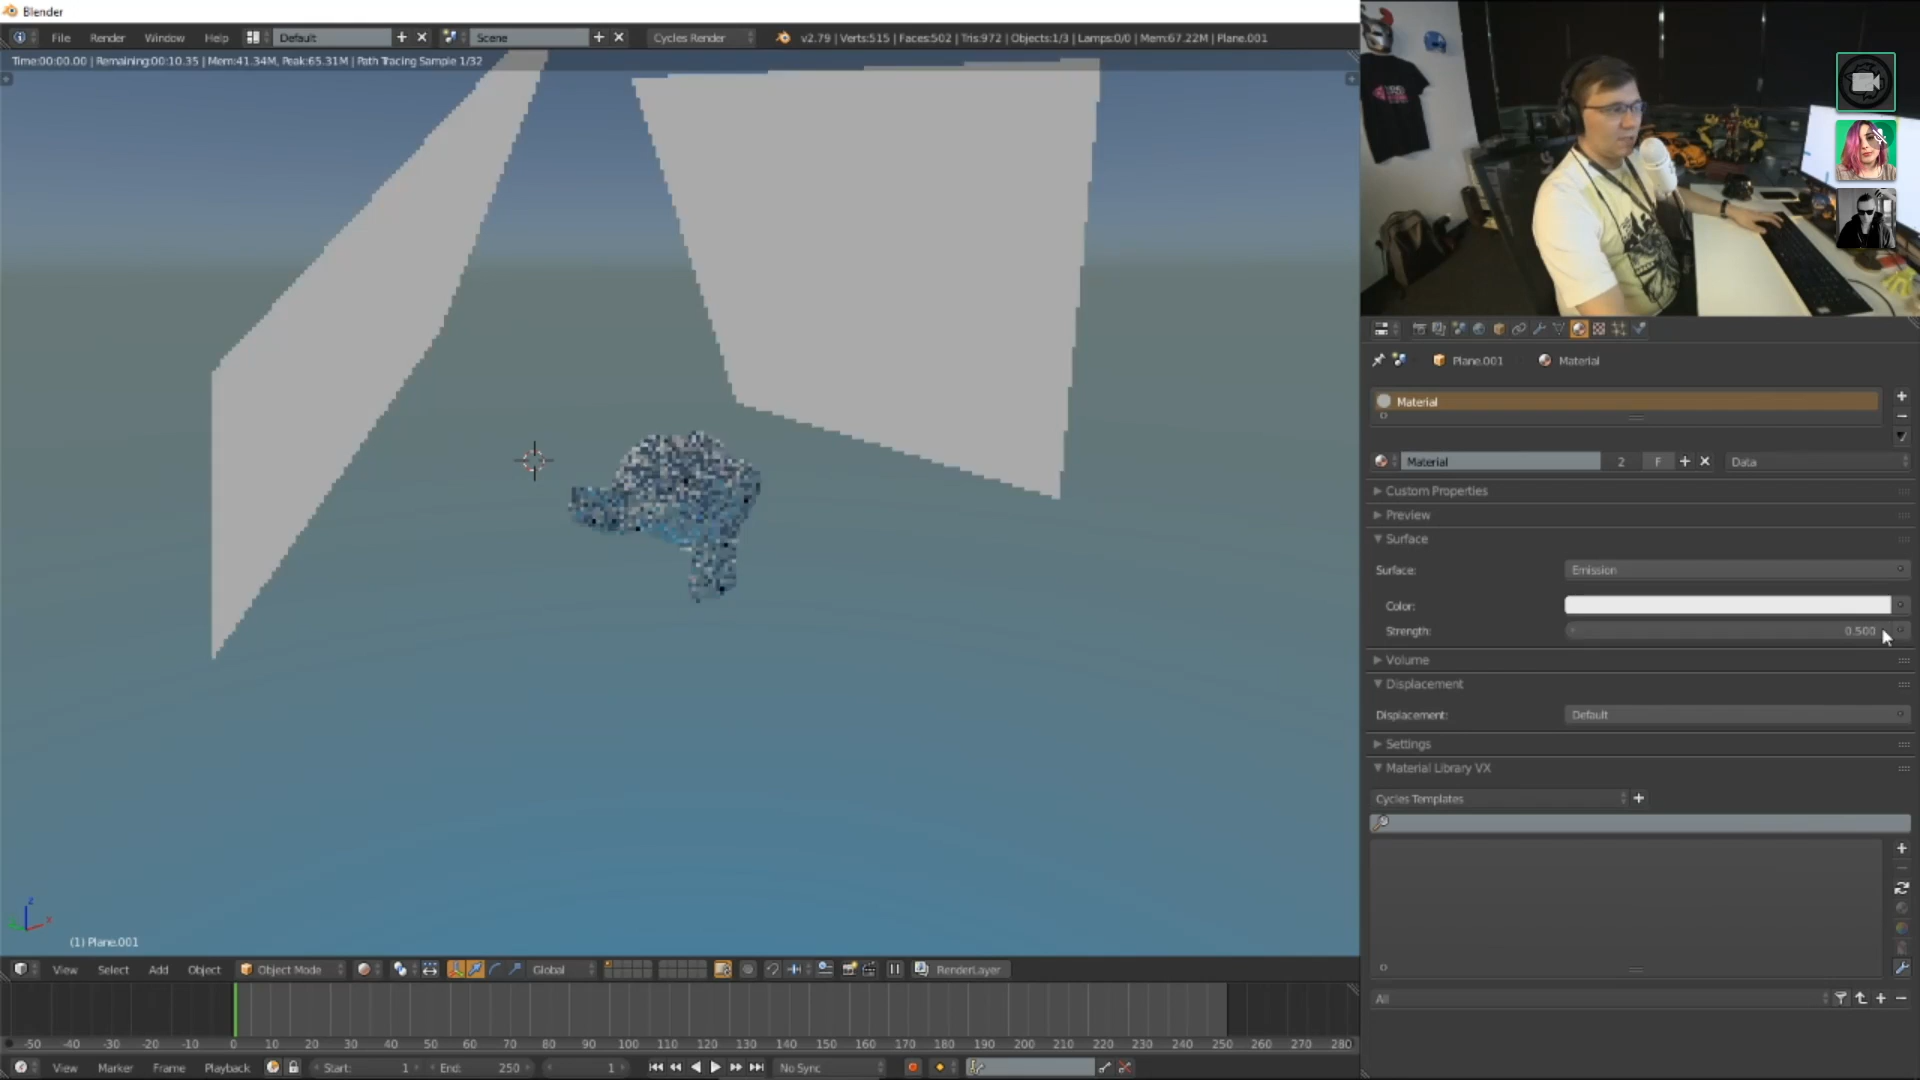 Blender
File Render Window Help Default Scene Cycles Render v2.79 | Verts:515 | Faces:502 | Tris:972 | Objects:1/3 | Lamps:0/0 | Mem:67.22M | Plane.001
Time:00:00.00 | Remaining:00:10.35 | Mem:41.34M, Peak:65.31M | Path Tracing Sample 1/32
Plane.001 Material
Material
Material 2 F Data
Custom Properties
Preview
Surface
Surface: Emission
Color:
Strength: 0.500
Volume
Displacement
Displacement: Default
Settings
Material Library VX
Cycles Templates
All
z
x
(1) Plane.001
View Select Add Object Object Mode Global RenderLayer
-50 -40 -30 -20 -10 0 10 20 30 40 50 60 70 80 90 100 110 120 130 140 150 160 170 180 190 200 210 220 230 240 250 260 270 280
View Marker Frame Playback Start: 1 End: 250 1 No Sync